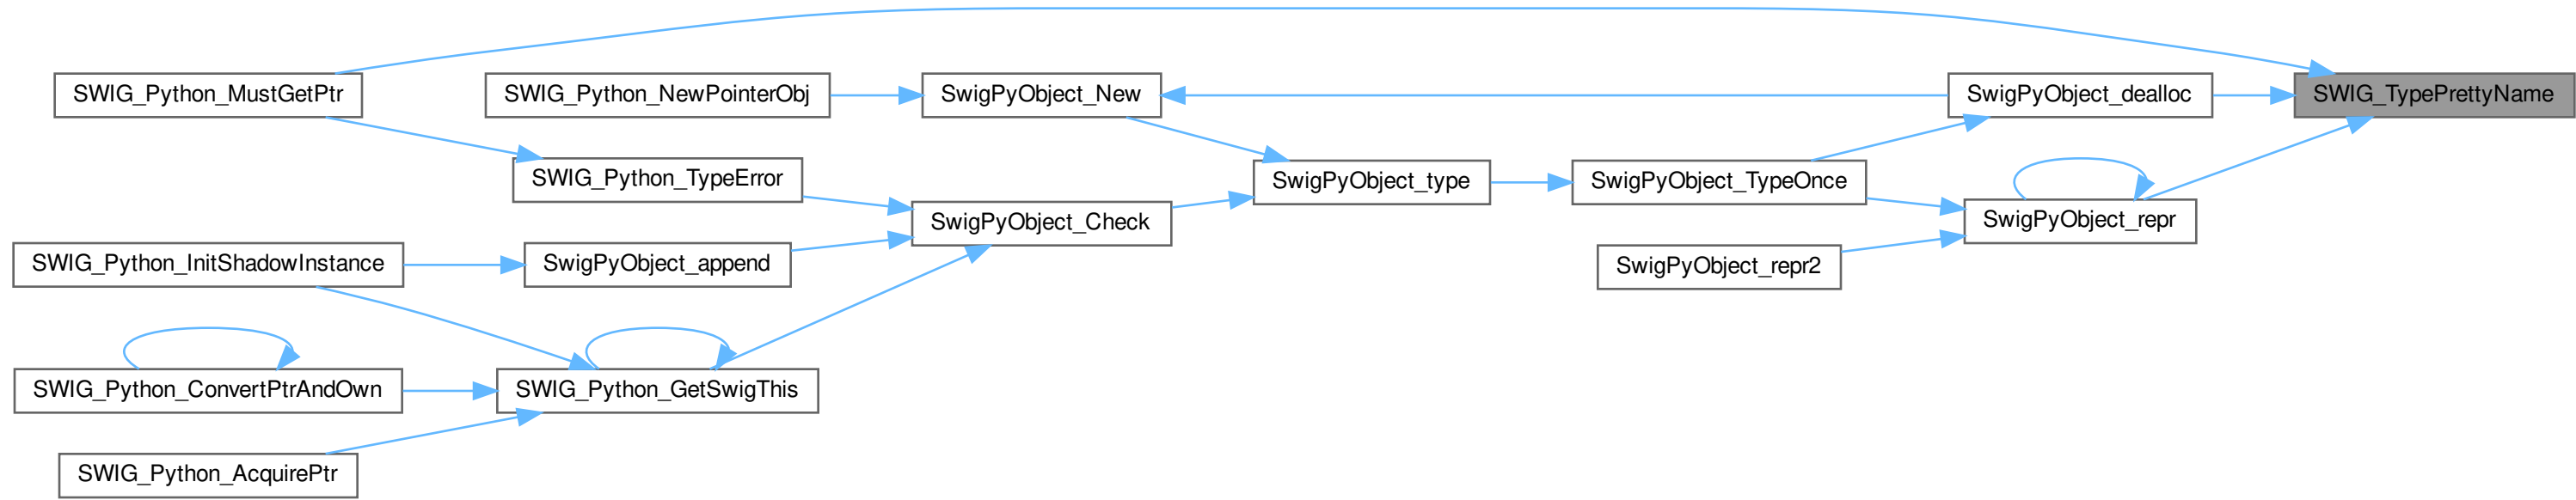 SWIG_Python_MustGetPtr
SWIG_Python_NewPointerObj
SwigPyObject_New
SwigPyObject_dealloc
SWIG_TypePrettyName
SWIG_Python_TypeError
SwigPyObject_type
SwigPyObject_TypeOnce
SwigPyObject_Check
SwigPyObject_repr
SWIG_Python_InitShadowInstance
SwigPyObject_append
SwigPyObject_repr2
SWIG_Python_ConvertPtrAndOwn
SWIG_Python_GetSwigThis
SWIG_Python_AcquirePtr